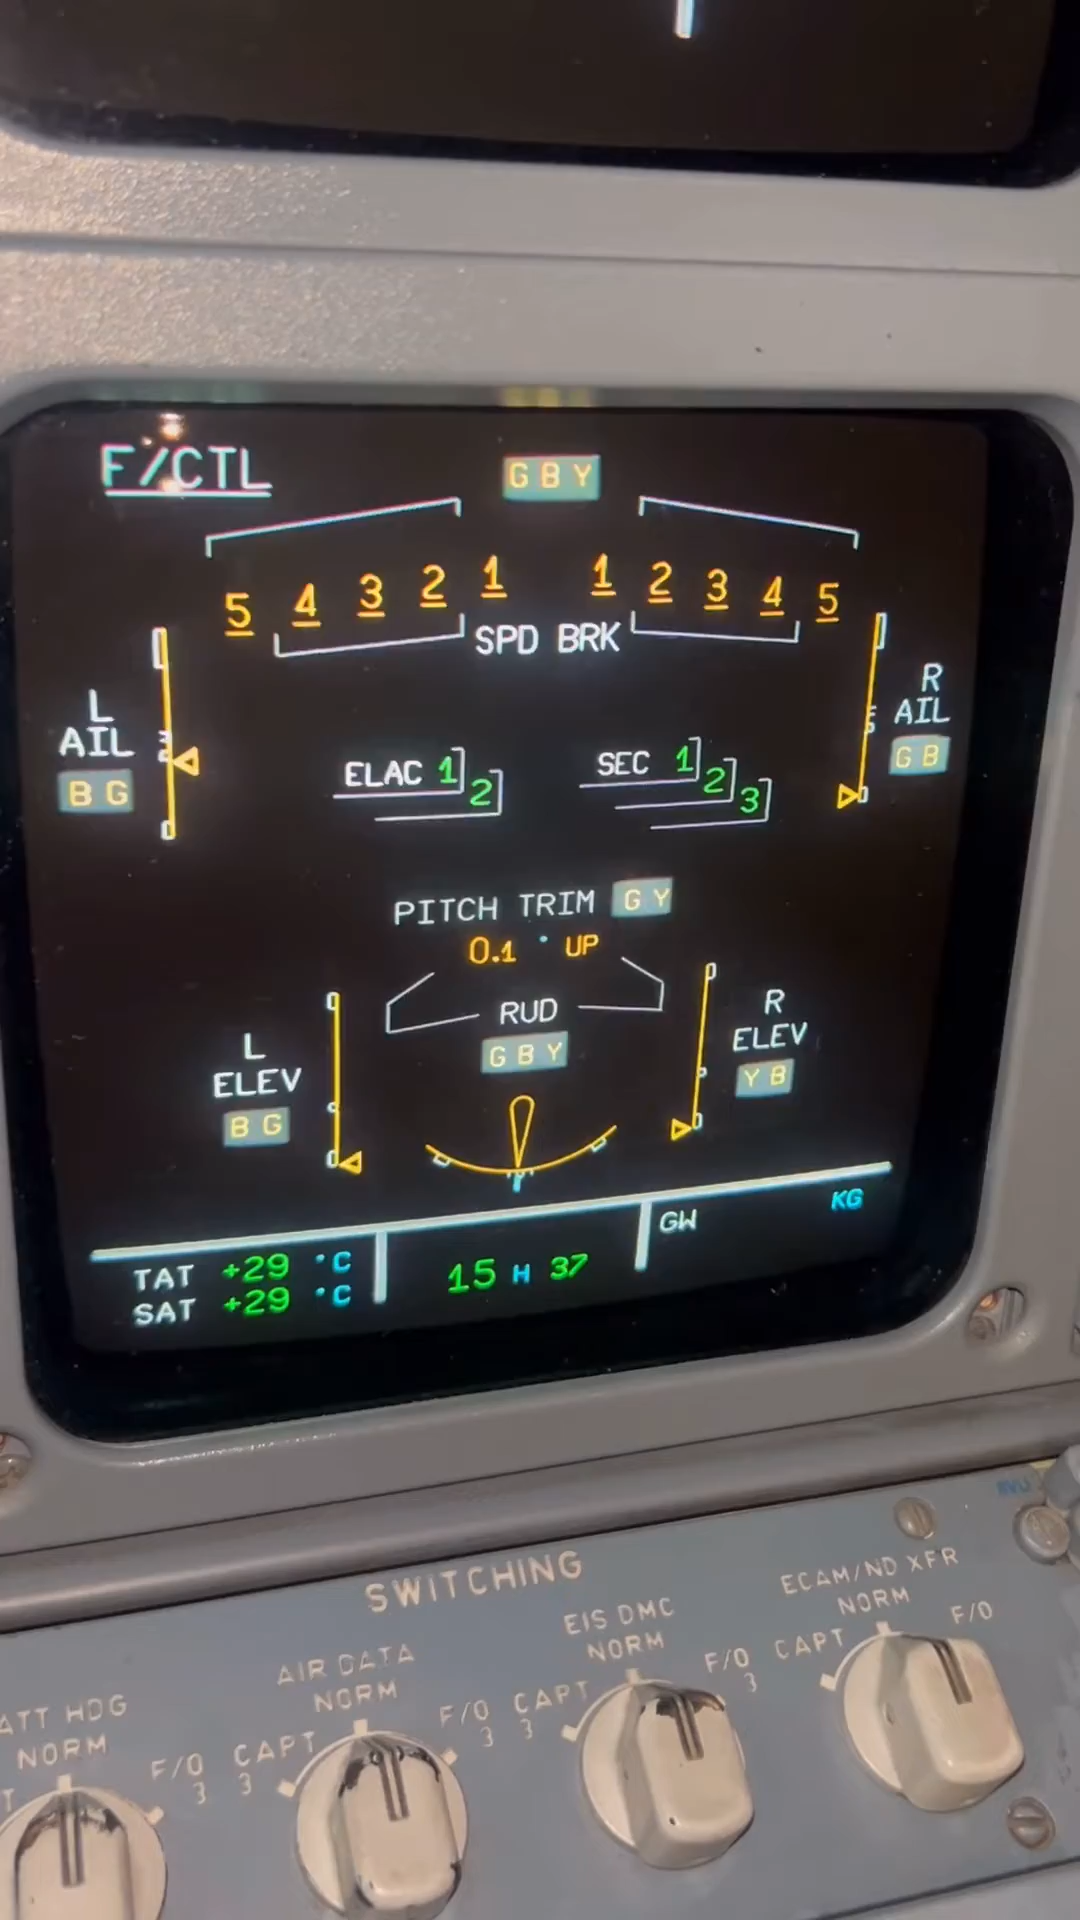 F/CTL
G B Y
5 4 3 2 1 1 2 3 4 5
SPD BRK
L
AIL
B G
R
AIL
G B
ELAC 1 2
SEC 1 2 3
PITCH TRIM G Y
0.1 ° UP
RUD
G B Y
L
ELEV
B G
R
ELEV
Y B
TAT +29 °C
SAT +29 °C
15 H 37
GW KG
SWITCHING
ATT HDG
NORM
F/O
3
AIR DATA
NORM
CAPT
3
F/O
3
EIS DMC
NORM
CAPT
3
F/O
3
ECAM/ND XFR
NORM
CAPT
F/O